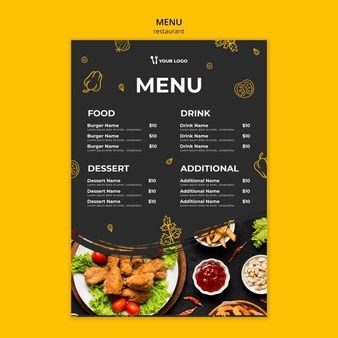 MENU
restaurant
YOUR LOGO
MENU
FOOD
Burger Name $10
Lorem ipsum dolor sit amet, consectetur
Burger Name $10
Lorem ipsum dolor sit amet, consectetur
Burger Name $10
Lorem ipsum dolor sit amet, consectetur
DRINK
Drink Name $10
Lorem ipsum dolor sit amet, consectetur
Drink Name $10
Lorem ipsum dolor sit amet, consectetur
Drink Name $10
Lorem ipsum dolor sit amet, consectetur
DESSERT
Dessert Name $10
Lorem ipsum dolor sit amet, consectetur
Dessert Name $10
Lorem ipsum dolor sit amet, consectetur
Dessert Name $10
Lorem ipsum dolor sit amet, consectetur
ADDITIONAL
Additional Name $10
Lorem ipsum dolor sit amet, consectetur
Additional Name $10
Lorem ipsum dolor sit amet, consectetur
Additional Name $10
Lorem ipsum dolor sit amet, consectetur